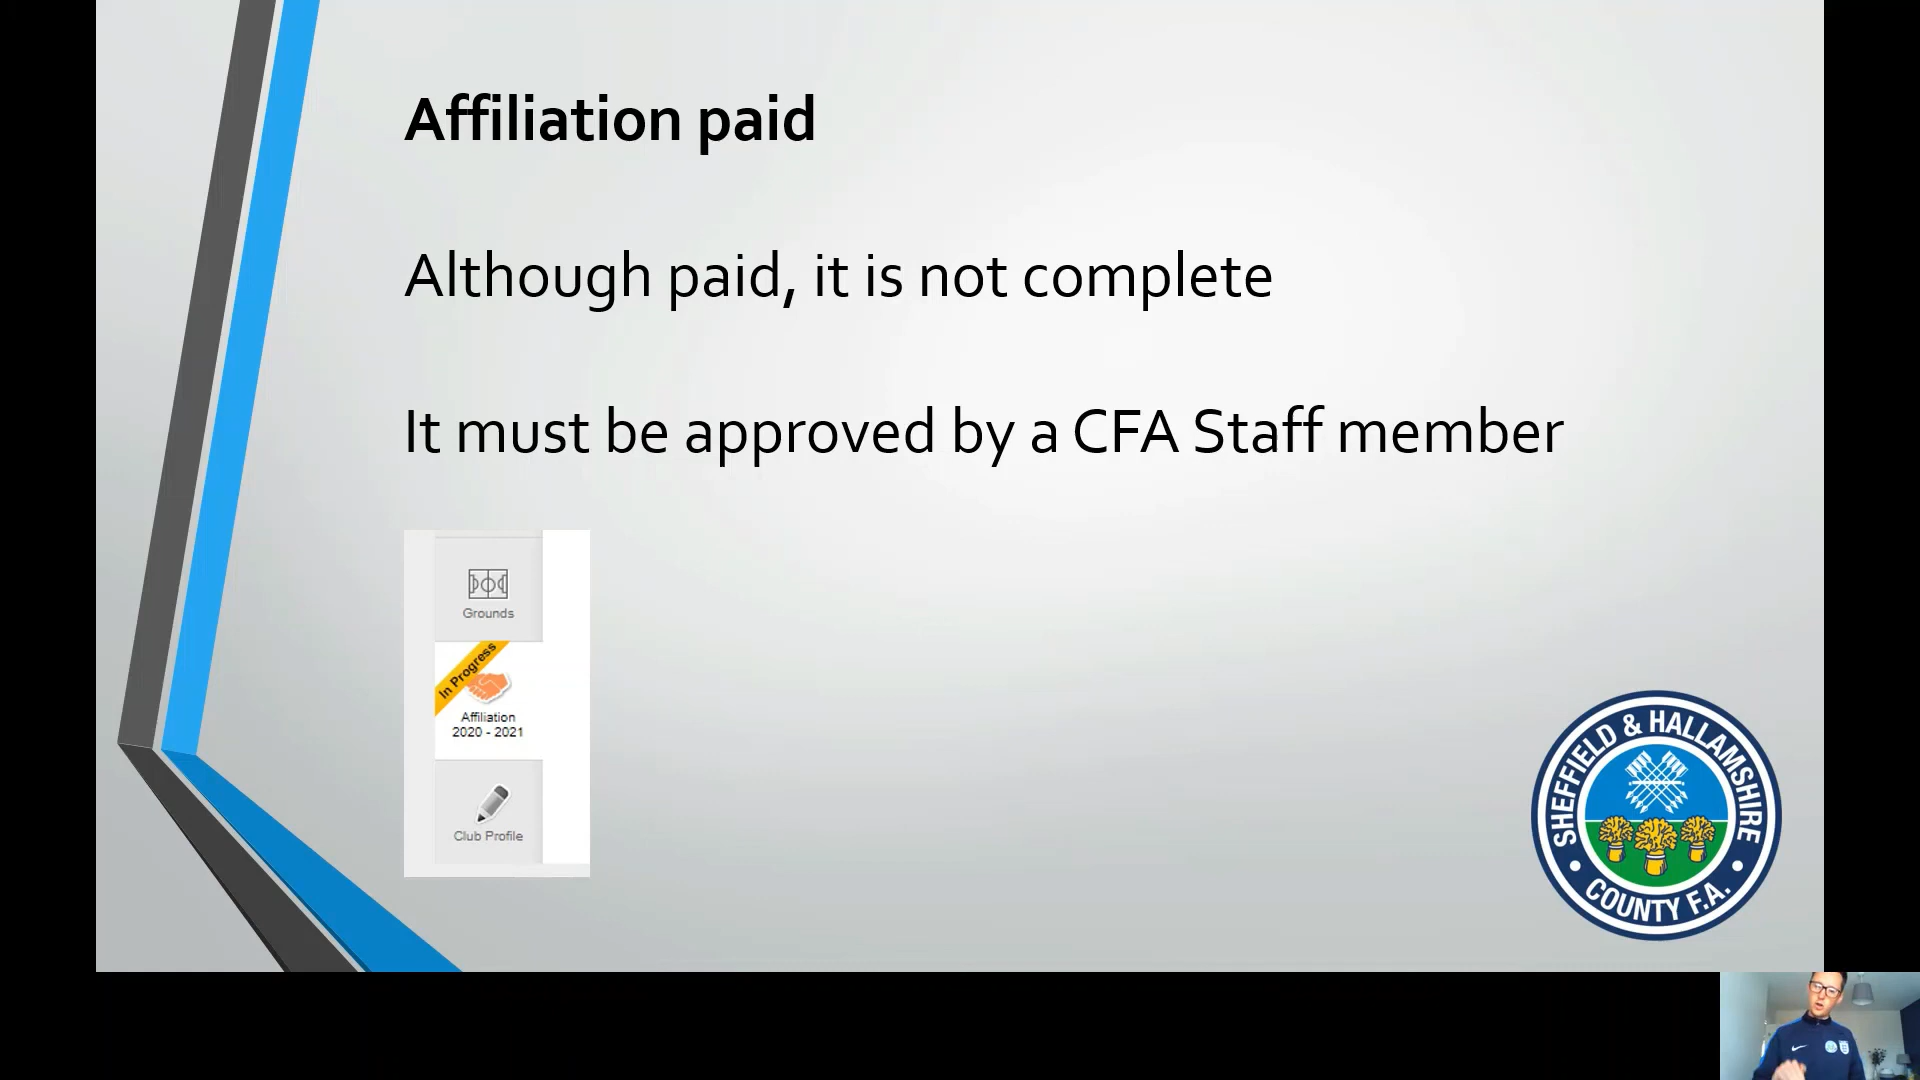 Affiliation paid
Although paid, it is not complete
It must be approved by a CFA Staff member
Grounds
In Progress
Affiliation
2020 - 2021
Club Profile
SHEFFIELD & HALLAMSHIRE
COUNTY F.A.